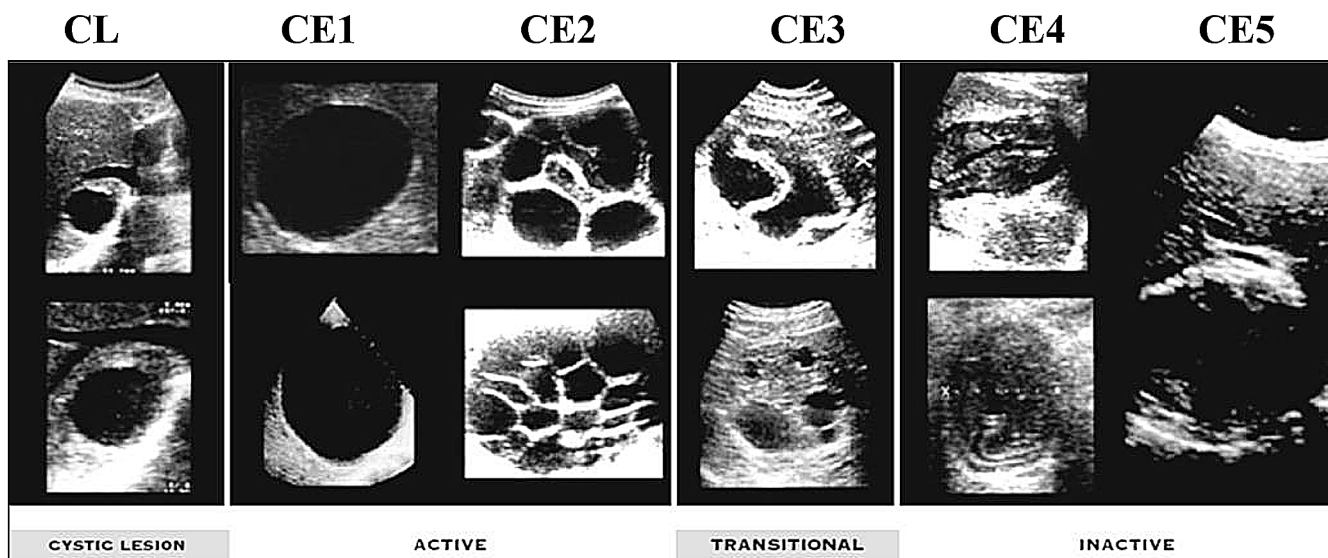 CL CE1 CE2 CE3 CE4 CE5
CYSTIC LESION ACTIVE TRANSITIONAL INACTIVE